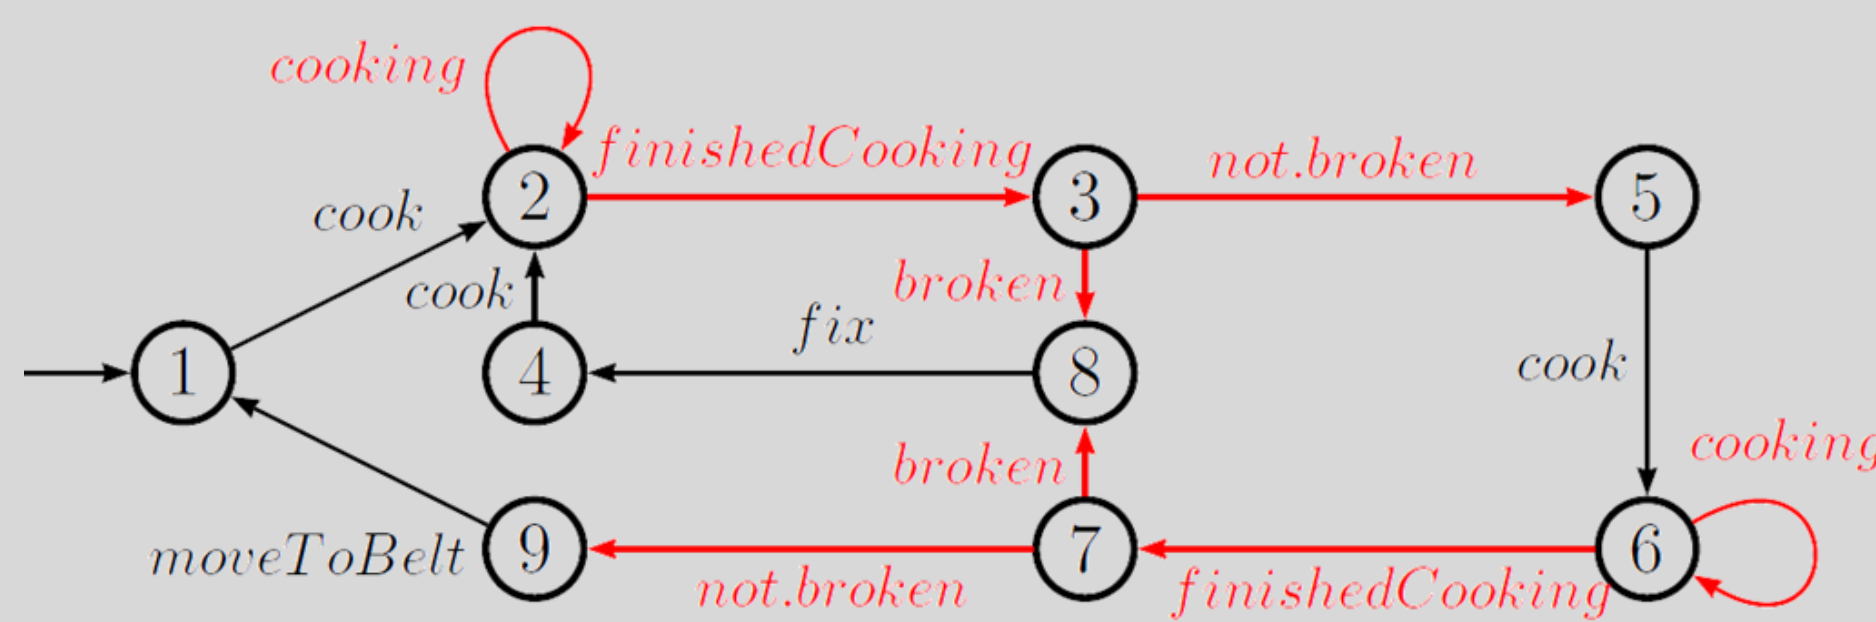 cooking
finishedCooking
not.broken
2
3
5
cook
cook
broken
fix
1
4
8
cook
cooking
broken
moveToBelt
9
7
6
not.broken
finishedCooking